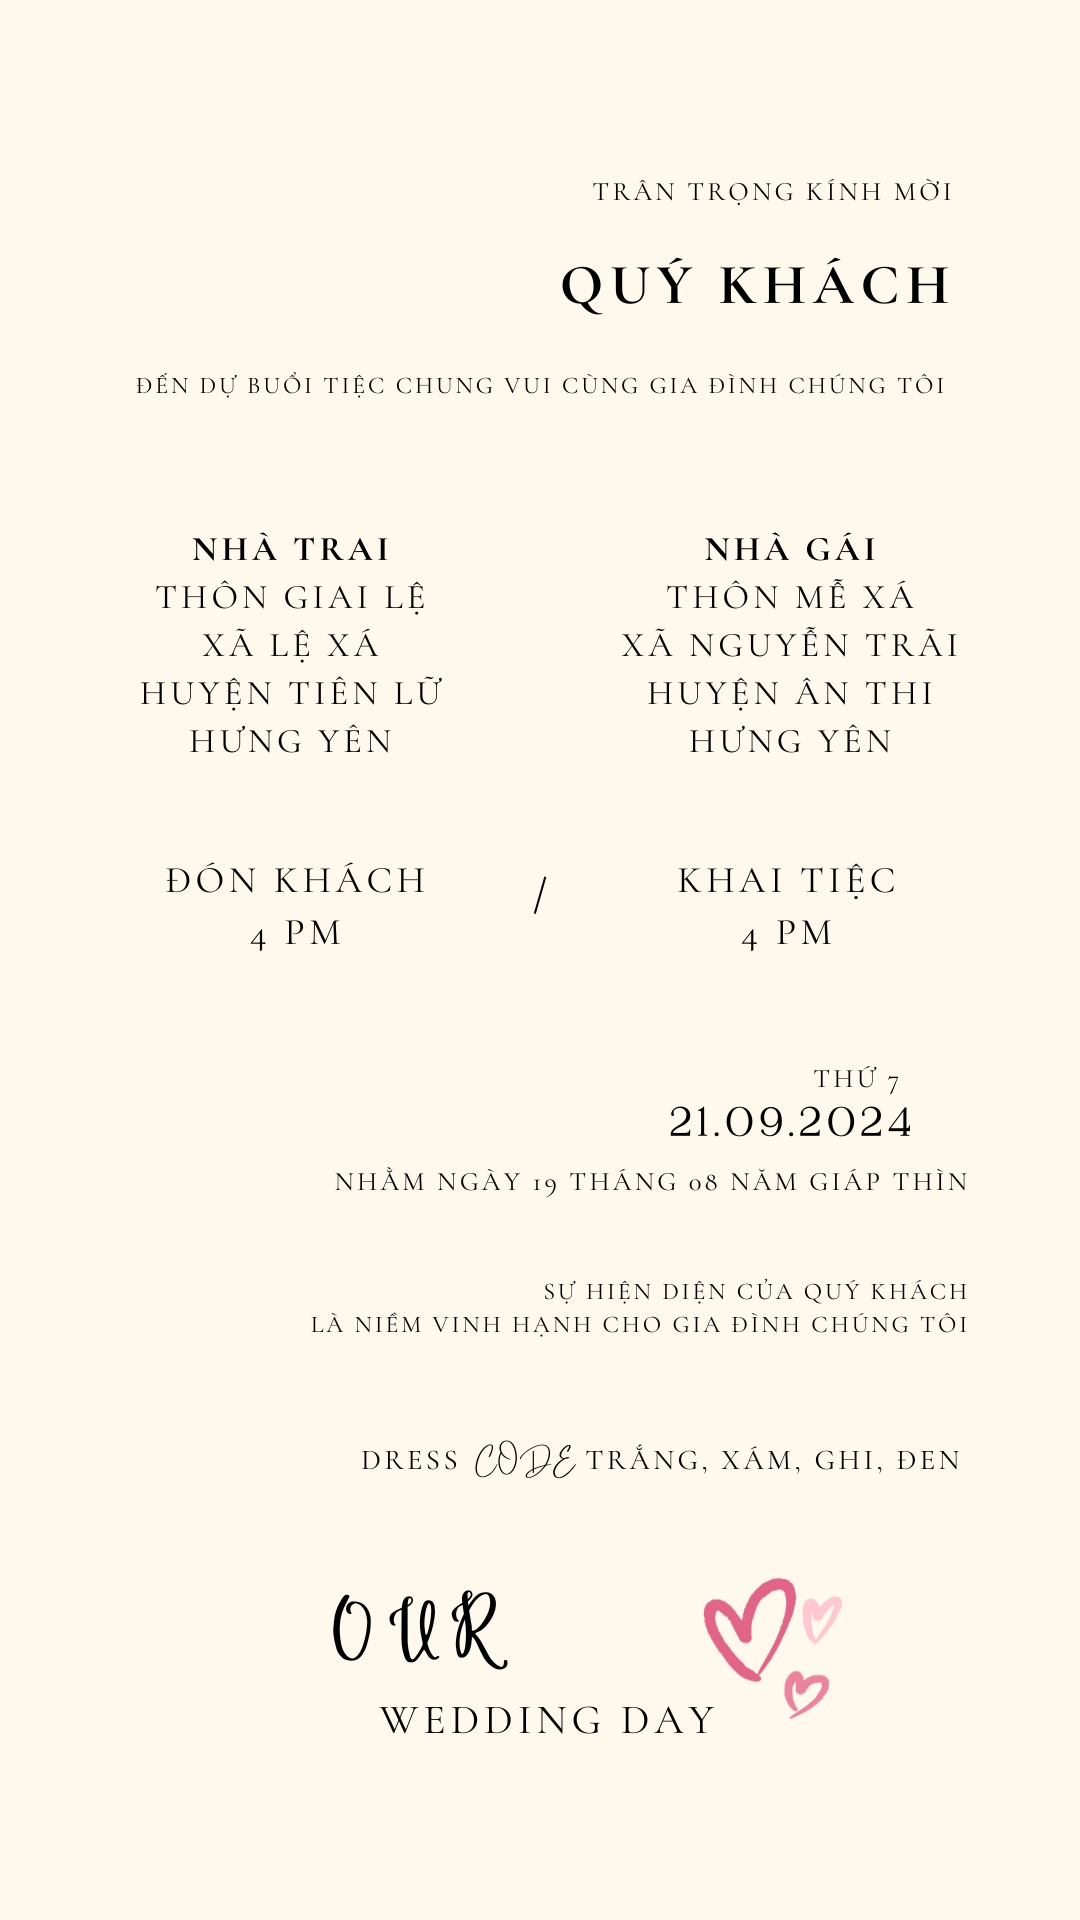 TRÂN TRỌNG KÍNH MỜI
QUÝ KHÁCH
ĐẾN DỰ BUỔI TIỆC CHUNG VUI CÙNG GIA ĐÌNH CHÚNG TÔI
NHÀ TRAI
THÔN GIAI LỆ
XÃ LỆ XÁ
HUYỆN TIÊN LỮ
HƯNG YÊN
NHÀ GÁI
THÔN MỄ XÁ
XÃ NGUYỄN TRÃI
HUYỆN ÂN THI
HƯNG YÊN
ĐÓN KHÁCH
4 PM
/
KHAI TIỆC
4 PM
THỨ 7
21.09.2024
NHẰM NGÀY 19 THÁNG 08 NĂM GIÁP THÌN
SỰ HIỆN DIỆN CỦA QUÝ KHÁCH
LÀ NIỀM VINH HẠNH CHO GIA ĐÌNH CHÚNG TÔI
DRESS CODE TRẮNG, XÁM, GHI, ĐEN
OUR
WEDDING DAY